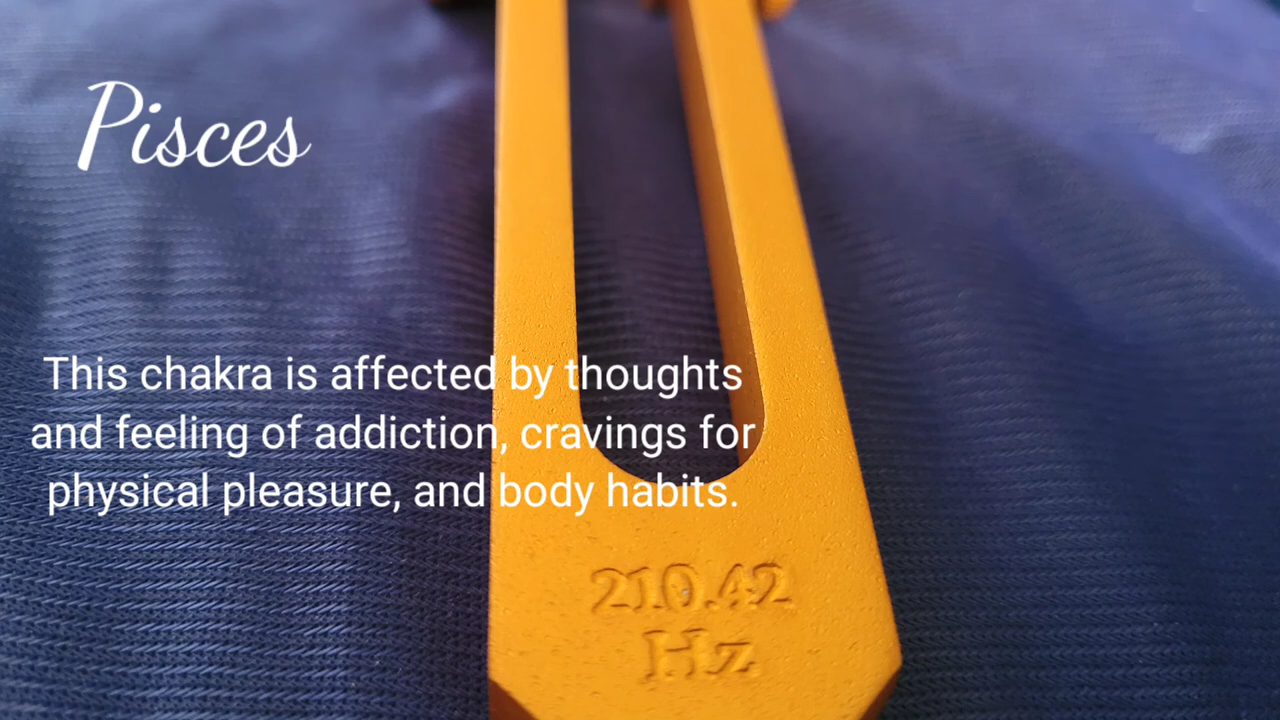 Pisces
This chakra is affected by thoughts
and feeling of addiction, cravings for
physical pleasure, and body habits.
210.42
Hz